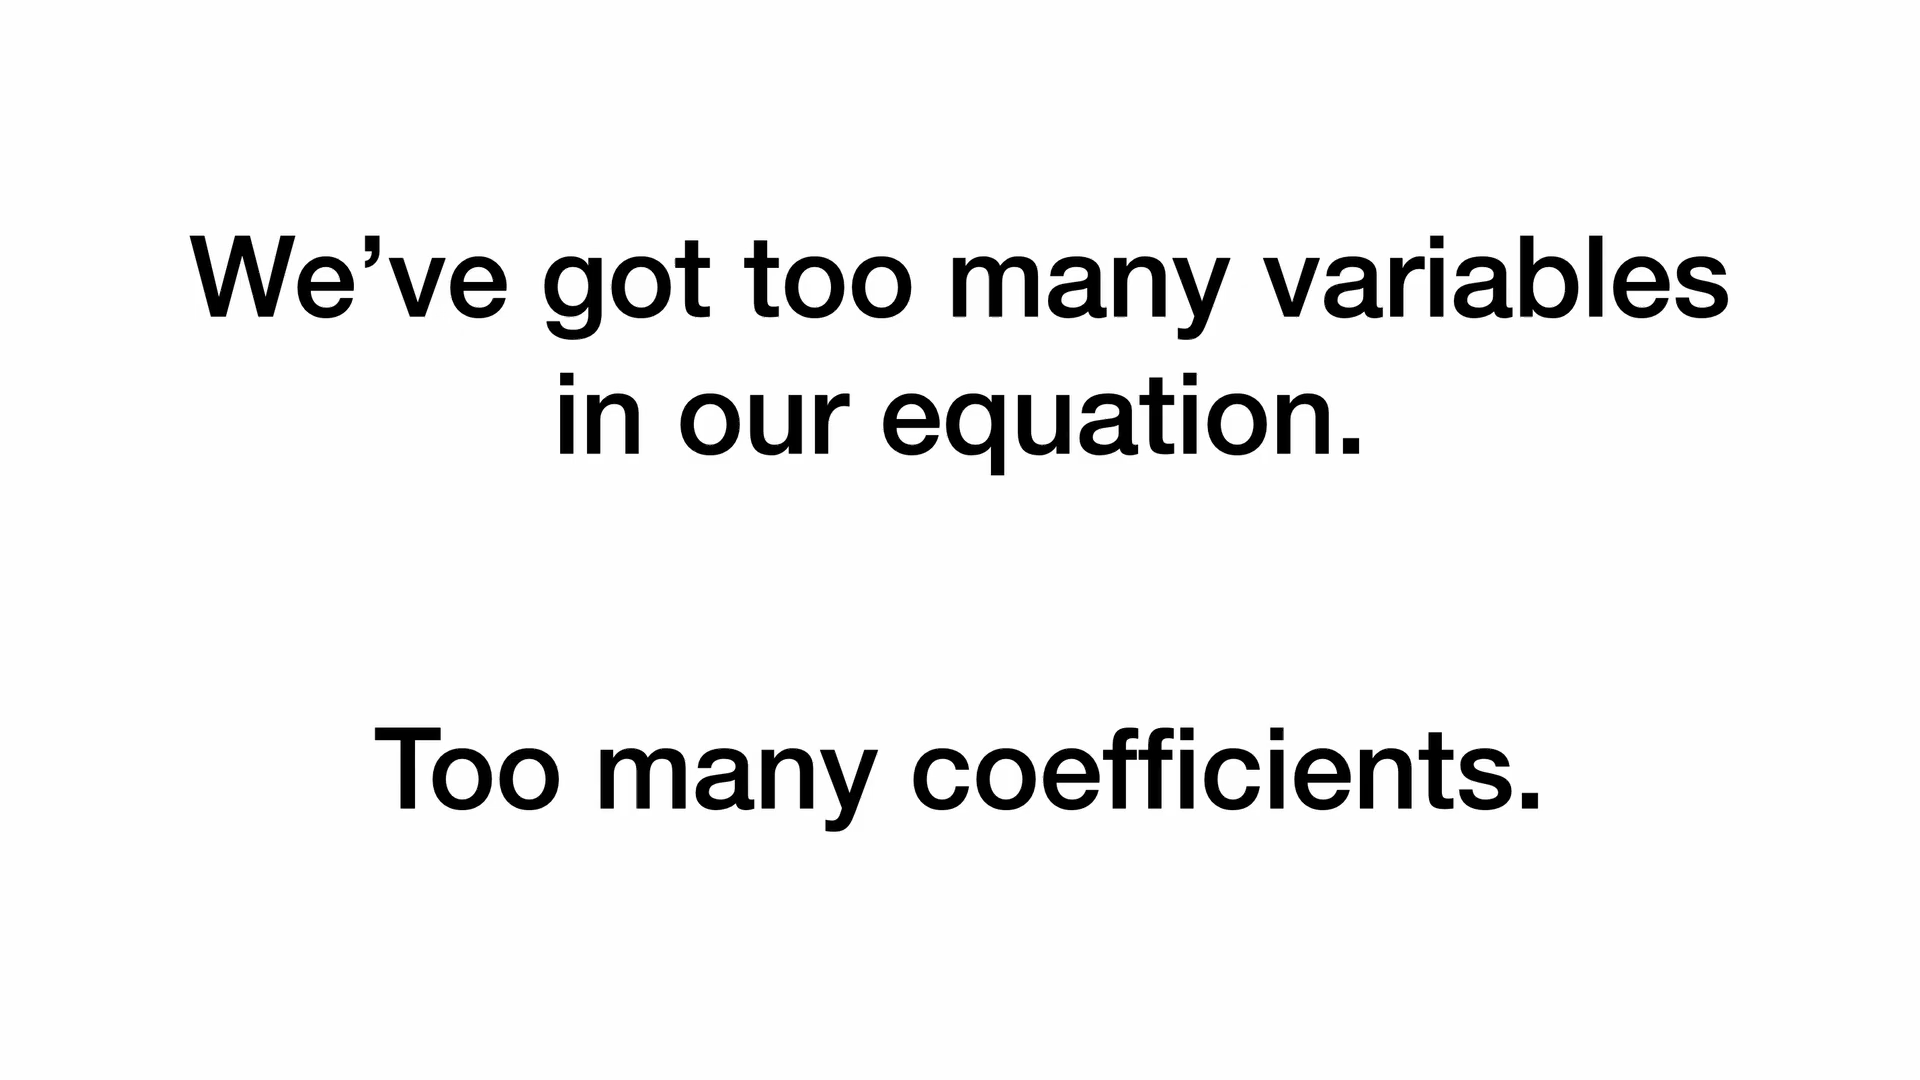 We’ve got too many variables
in our equation.
Too many coefficients.